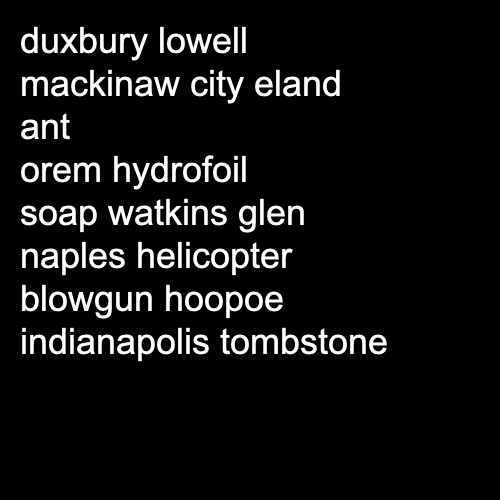 duxbury lowell
mackinaw city eland
ant
orem hydrofoil
soap watkins glen
naples helicopter
blowgun hoopoe
indianapolis tombstone